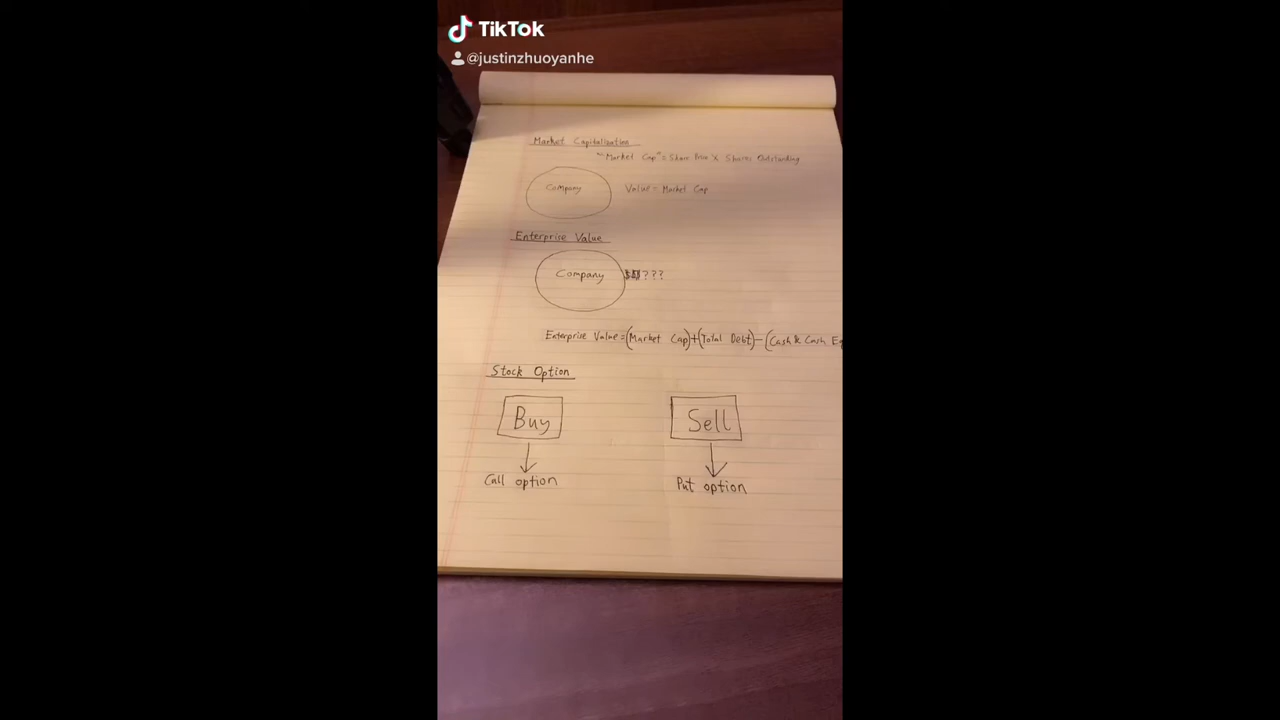 TikTok
@justinzhuoyanhe
Market Capitalization
"Market Cap" = Share Price X Shares Outstanding
Company
Value = Market Cap
Enterprise Value
Company
???
Enterprise Value = (Market Cap) + (Total Debt) - (Cash & Cash Eq
Stock Option
Buy
Sell
Call option
Put option